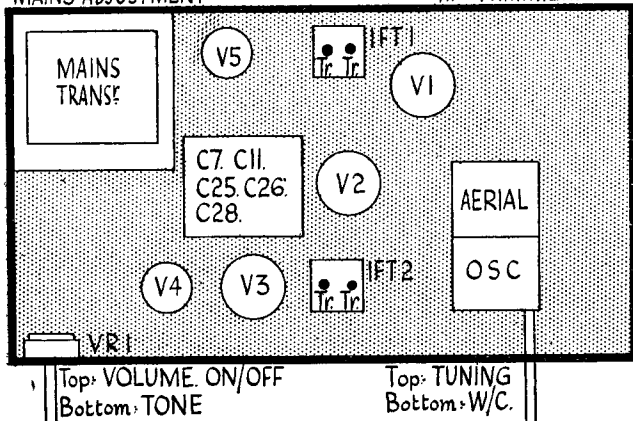 MAINS ADJUSTMENT
V5
IFT1
Tr. Tr.
MAINS
TRANSr.
V1
C7. C11.
C25. C26.
C28.
V2
AERIAL
OSC
V4
V3
IFT2
Tr. Tr.
VR1
Top: VOLUME. ON/OFF
Bottom: TONE
Top: TUNING
Bottom: W/C.